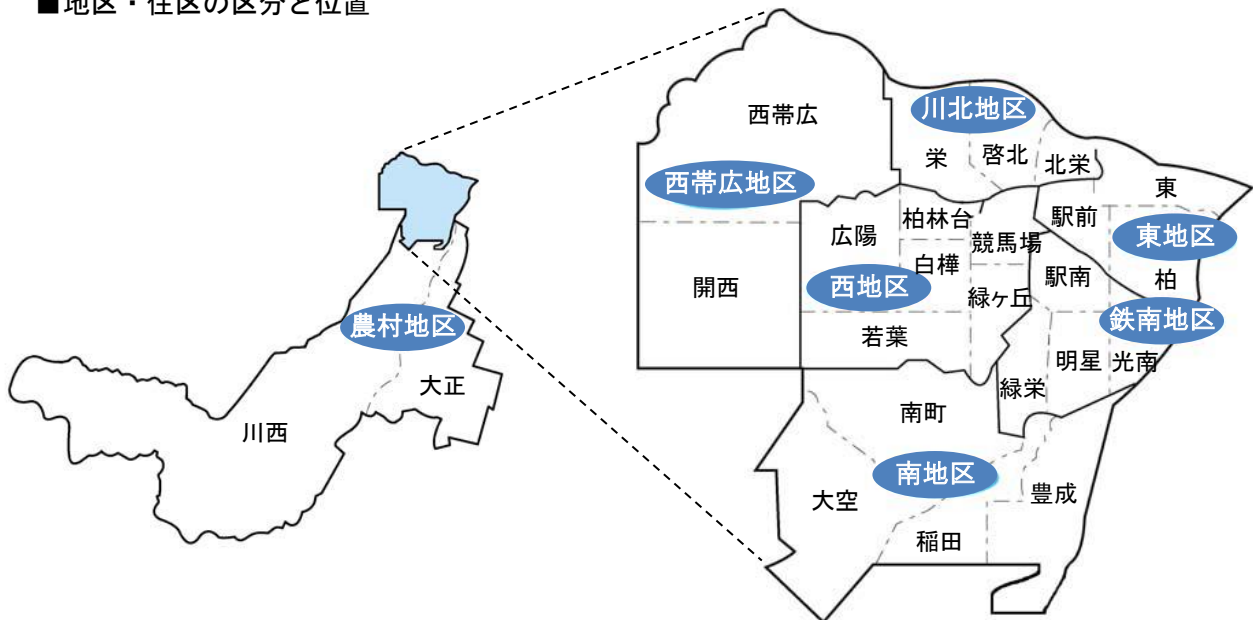 ■地区・住区の区分と位置
農村地区
大正
川西
西帯広
川北地区
栄
啓北
北栄
西帯広地区
東
柏林台
駅前
広陽
競馬場
東地区
白樺
開西
西地区
駅南
柏
緑ヶ丘
鉄南地区
若葉
明星
光南
緑栄
南町
南地区
大空
豊成
稲田